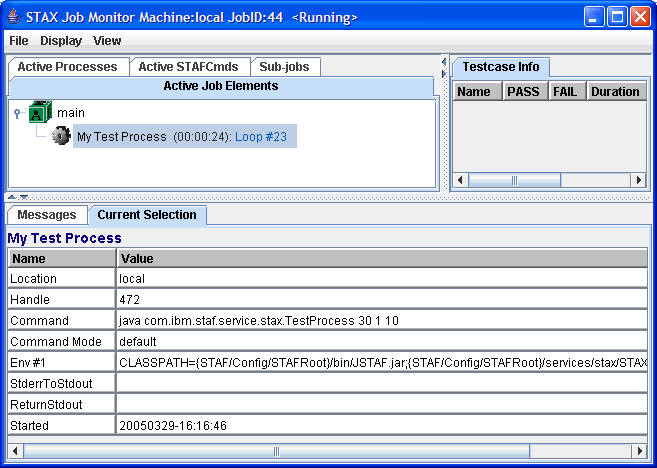 STAX Job Monitor Machine:local JobID:44 <Running>
File Display View
Active Processes Active STAFCmds Sub-jobs
Active Job Elements
main
My Test Process (00:00:24): Loop #23
Testcase Info
Name PASS FAIL Duration
Messages Current Selection
My Test Process
Name Value
Location local
Handle 472
Command java com.ibm.staf.service.stax.TestProcess 30 1 10
Command Mode default
Env #1 CLASSPATH={STAF/Config/STAFRoot}/bin/JSTAF.jar;{STAF/Config/STAFRoot}/services/stax/STAX
StderrToStdout
ReturnStdout
Started 20050329-16:16:46